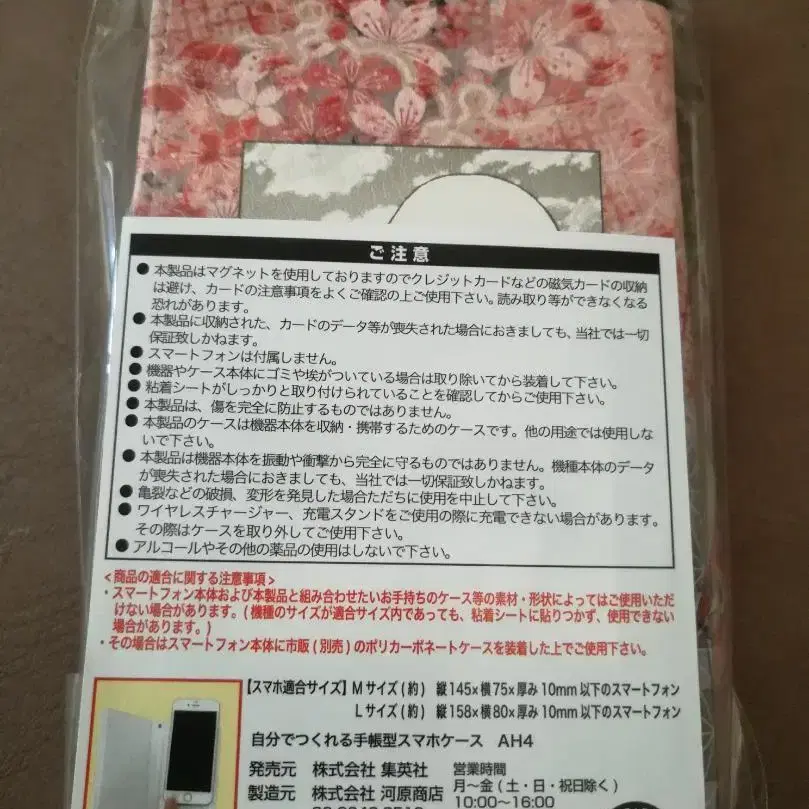 ご注意
●本製品はマグネットを使用しておりますのでクレジットカードなどの磁気カードの収納
は避け、カードの注意事項をよくご確認の上ご使用下さい。読み取り等ができなくなる
恐れがあります。
●本製品に収納された、カードのデータ等が喪失された場合におきましても、当社では一切
保証致しかねます。
●スマートフォンは付属しません。
●機器やケース本体にゴミや埃がついている場合は取り除いてから装着して下さい。
●粘着シートがしっかりと取り付けられていることを確認してからご使用下さい。
●本製品は、傷を完全に防止するものではありません。
●本製品のケースは機器本体を収納・携帯するためのケースです。他の用途では使用しな
いで下さい。
●本製品は機器本体を振動や衝撃から完全に守るものではありません。機種本体のデータ
が喪失された場合におきましても、当社では一切保証致しかねます。
●亀裂などの破損、変形を発見した場合ただちに使用を中止して下さい。
●ワイヤレスチャージャー、充電スタンドをご使用の際に充電できない場合があります。
その際はケースを取り外してご使用下さい。
●アルコールやその他の薬品の使用はしないで下さい。
<商品の適合に関する注意事項>
・スマートフォン本体および本製品と組み合わせたいお手持ちのケース等の素材・形状によってはご使用いただ
けない場合があります。(機種のサイズが適合サイズ内であっても、粘着シートに貼りつかず、使用できない
場合があります。)
・その場合はスマートフォン本体に市販(別売)のポリカーボネートケースを装着した上でご使用下さい。
【スマホ適合サイズ】Mサイズ(約) 縦145×横75×厚み10mm以下のスマートフォン
Lサイズ(約) 縦158×横80×厚み10mm以下のスマートフォン
自分でつくれる手帳型スマホケース AH4
発売元 株式会社 集英社 営業時間
製造元 株式会社 河原商店 月〜金(土・日・祝日除く)
10:00〜16:00